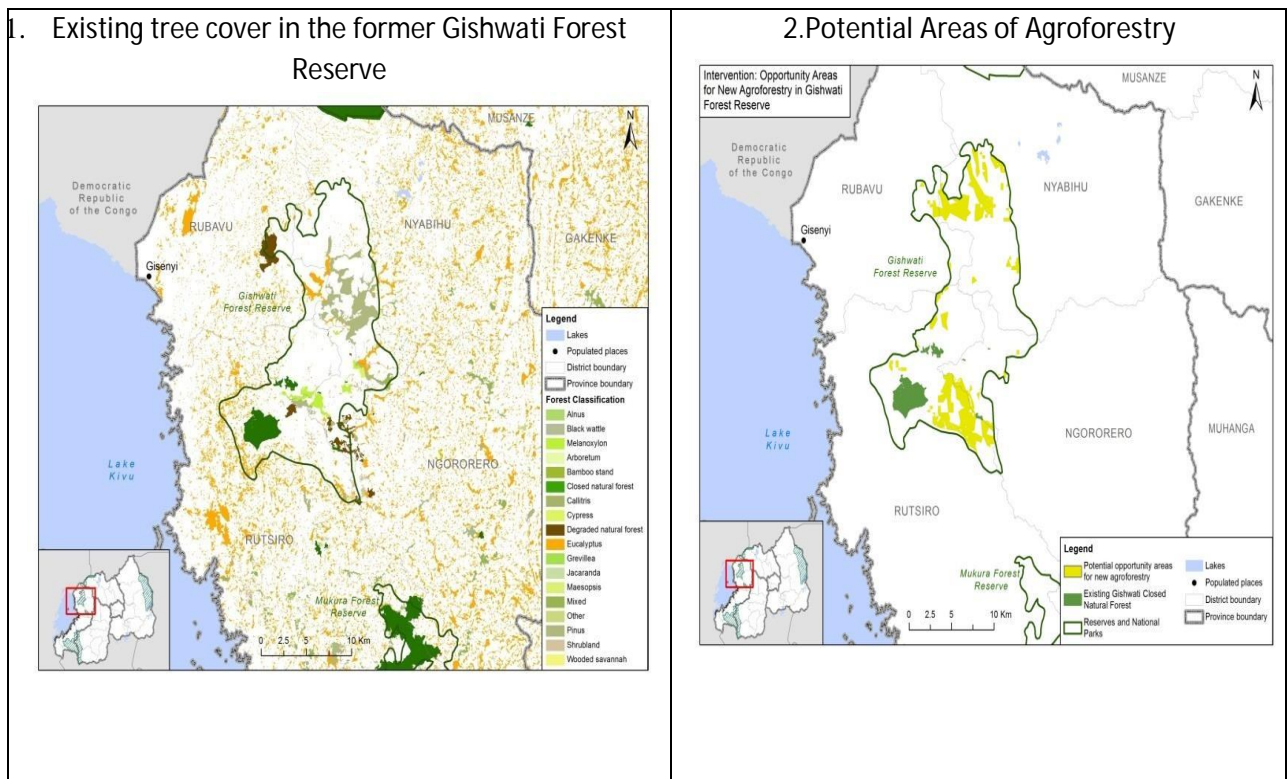 1. Existing tree cover in the former Gishwati Forest
Reserve
MUSANZE
N
Democratic
Republic
of the Congo
RUBAVU
NYABIHU
GAKENKE
Gisenyi
Gishwati
Forest Reserve
Legend
Lakes
Populated places
District boundary
Province boundary
Forest Classification
Alnus
Black wattle
Melanoxylon
Arboretum
Bamboo stand
Closed natural forest
Callitris
Cypress
Degraded natural forest
Eucalyptus
Grevillea
Jacaranda
Maesopsis
Mixed
Other
Pinus
Shrubland
Wooded savannah
Lake
Kivu
NGORORERO
RUTSIRO
Mukura Forest
Reserve
0 2.5 5 10 Km
2.Potential Areas of Agroforestry
Intervention: Opportunity Areas
for New Agroforestry in Gishwati
Forest Reserve
MUSANZE
N
Democratic
Republic
of the Congo
RUBAVU
NYABIHU
GAKENKE
Gisenyi
Gishwati
Forest Reserve
Lake
Kivu
NGORORERO
MUHANGA
RUTSIRO
Mukura Forest
Reserve
0 2.5 5 10 Km
Legend
Potential opportunity areas
for new agroforestry
Existing Gishwati Closed
Natural Forest
Reserves and National
Parks
Lakes
Populated places
District boundary
Province boundary